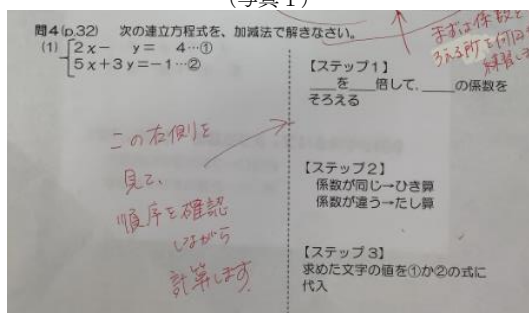 （写真１）
問４(p.32)　次の連立方程式を、加減法で解きなさい。
(1) 2x－　y＝　4…①
5x＋3y＝－1…②
まずは係数を
そろえる所を何回も
練習しま
【ステップ１】
＿＿を＿＿倍して、＿＿の係数を
そろえる
この右側を
見て、
順序を確認
しながら
計算します
【ステップ２】
係数が同じ→ひき算
係数が違う→たし算
【ステップ３】
求めた文字の値を①か②の式に
代入